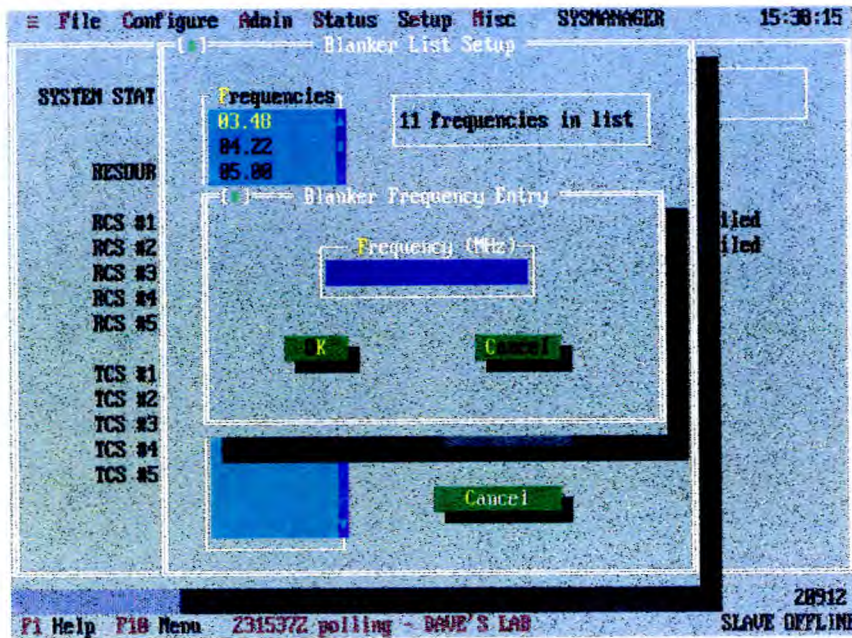 ≡ File Configure Admin Status Setup Misc SYSMANAGER 15:30:15
[■] Blanker List Setup
SYSTEM STAT
Frequencies
03.48
04.22
05.00
11 frequencies in list
RESOUR
[■] Blanker Frequency Entry
RCS #1
RCS #2
RCS #3
RCS #4
RCS #5
iled
iled
Frequency (MHz)
OK
Cancel
TCS #1
TCS #2
TCS #3
TCS #4
TCS #5
Cancel
20912
F1 Help F10 Menu 231537Z polling - DAVE'S LAB SLAVE OFFLINE